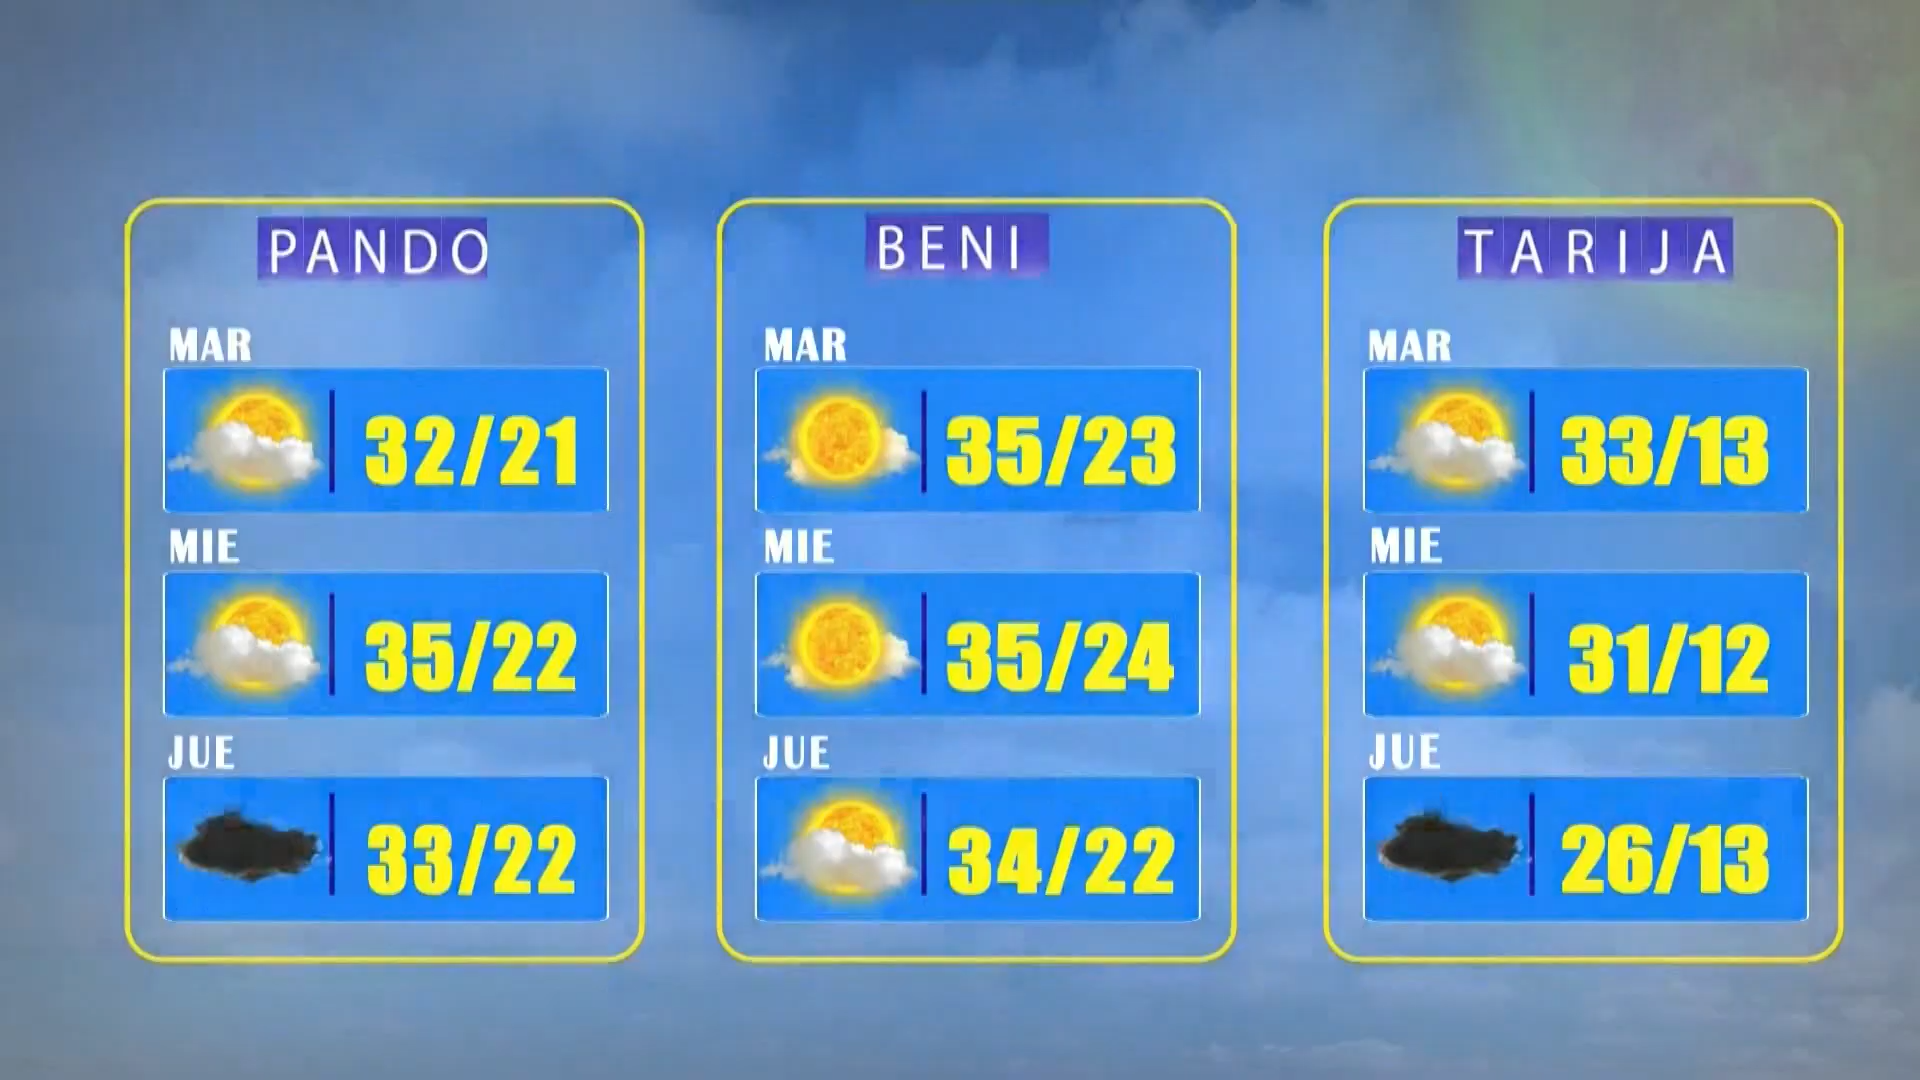 PANDO
MAR
32/21
MIE
35/22
JUE
33/22
BENI
MAR
35/23
MIE
35/24
JUE
34/22
TARIJA
MAR
33/13
MIE
31/12
JUE
26/13